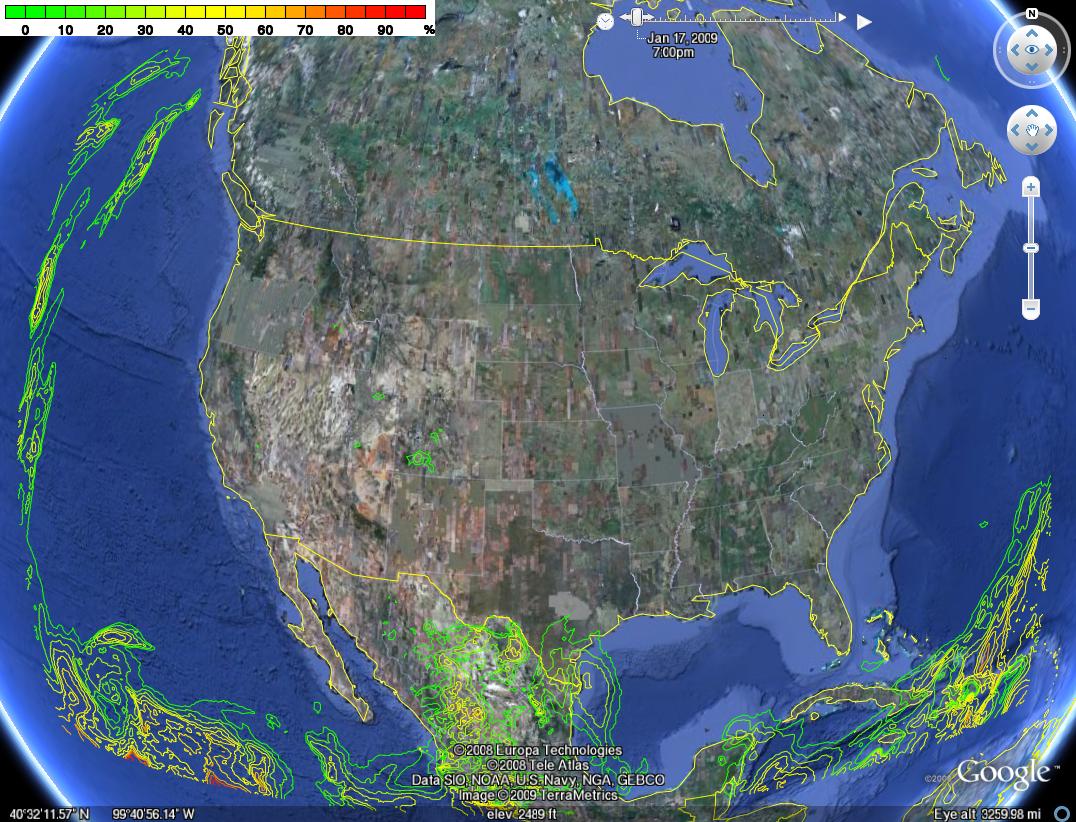 0 10 20 30 40 50 60 70 80 90 %
Jan 17, 2009
7:00pm
N
©2008 Europa Technologies
©2008 Tele Atlas
Data SIO, NOAA, U.S. Navy, NGA, GEBCO
Image © 2009 TerraMetrics
©2008 Google™
40°32'11.57" N 99°40'56.14" W elev 2489 ft Eye alt 3259.98 mi